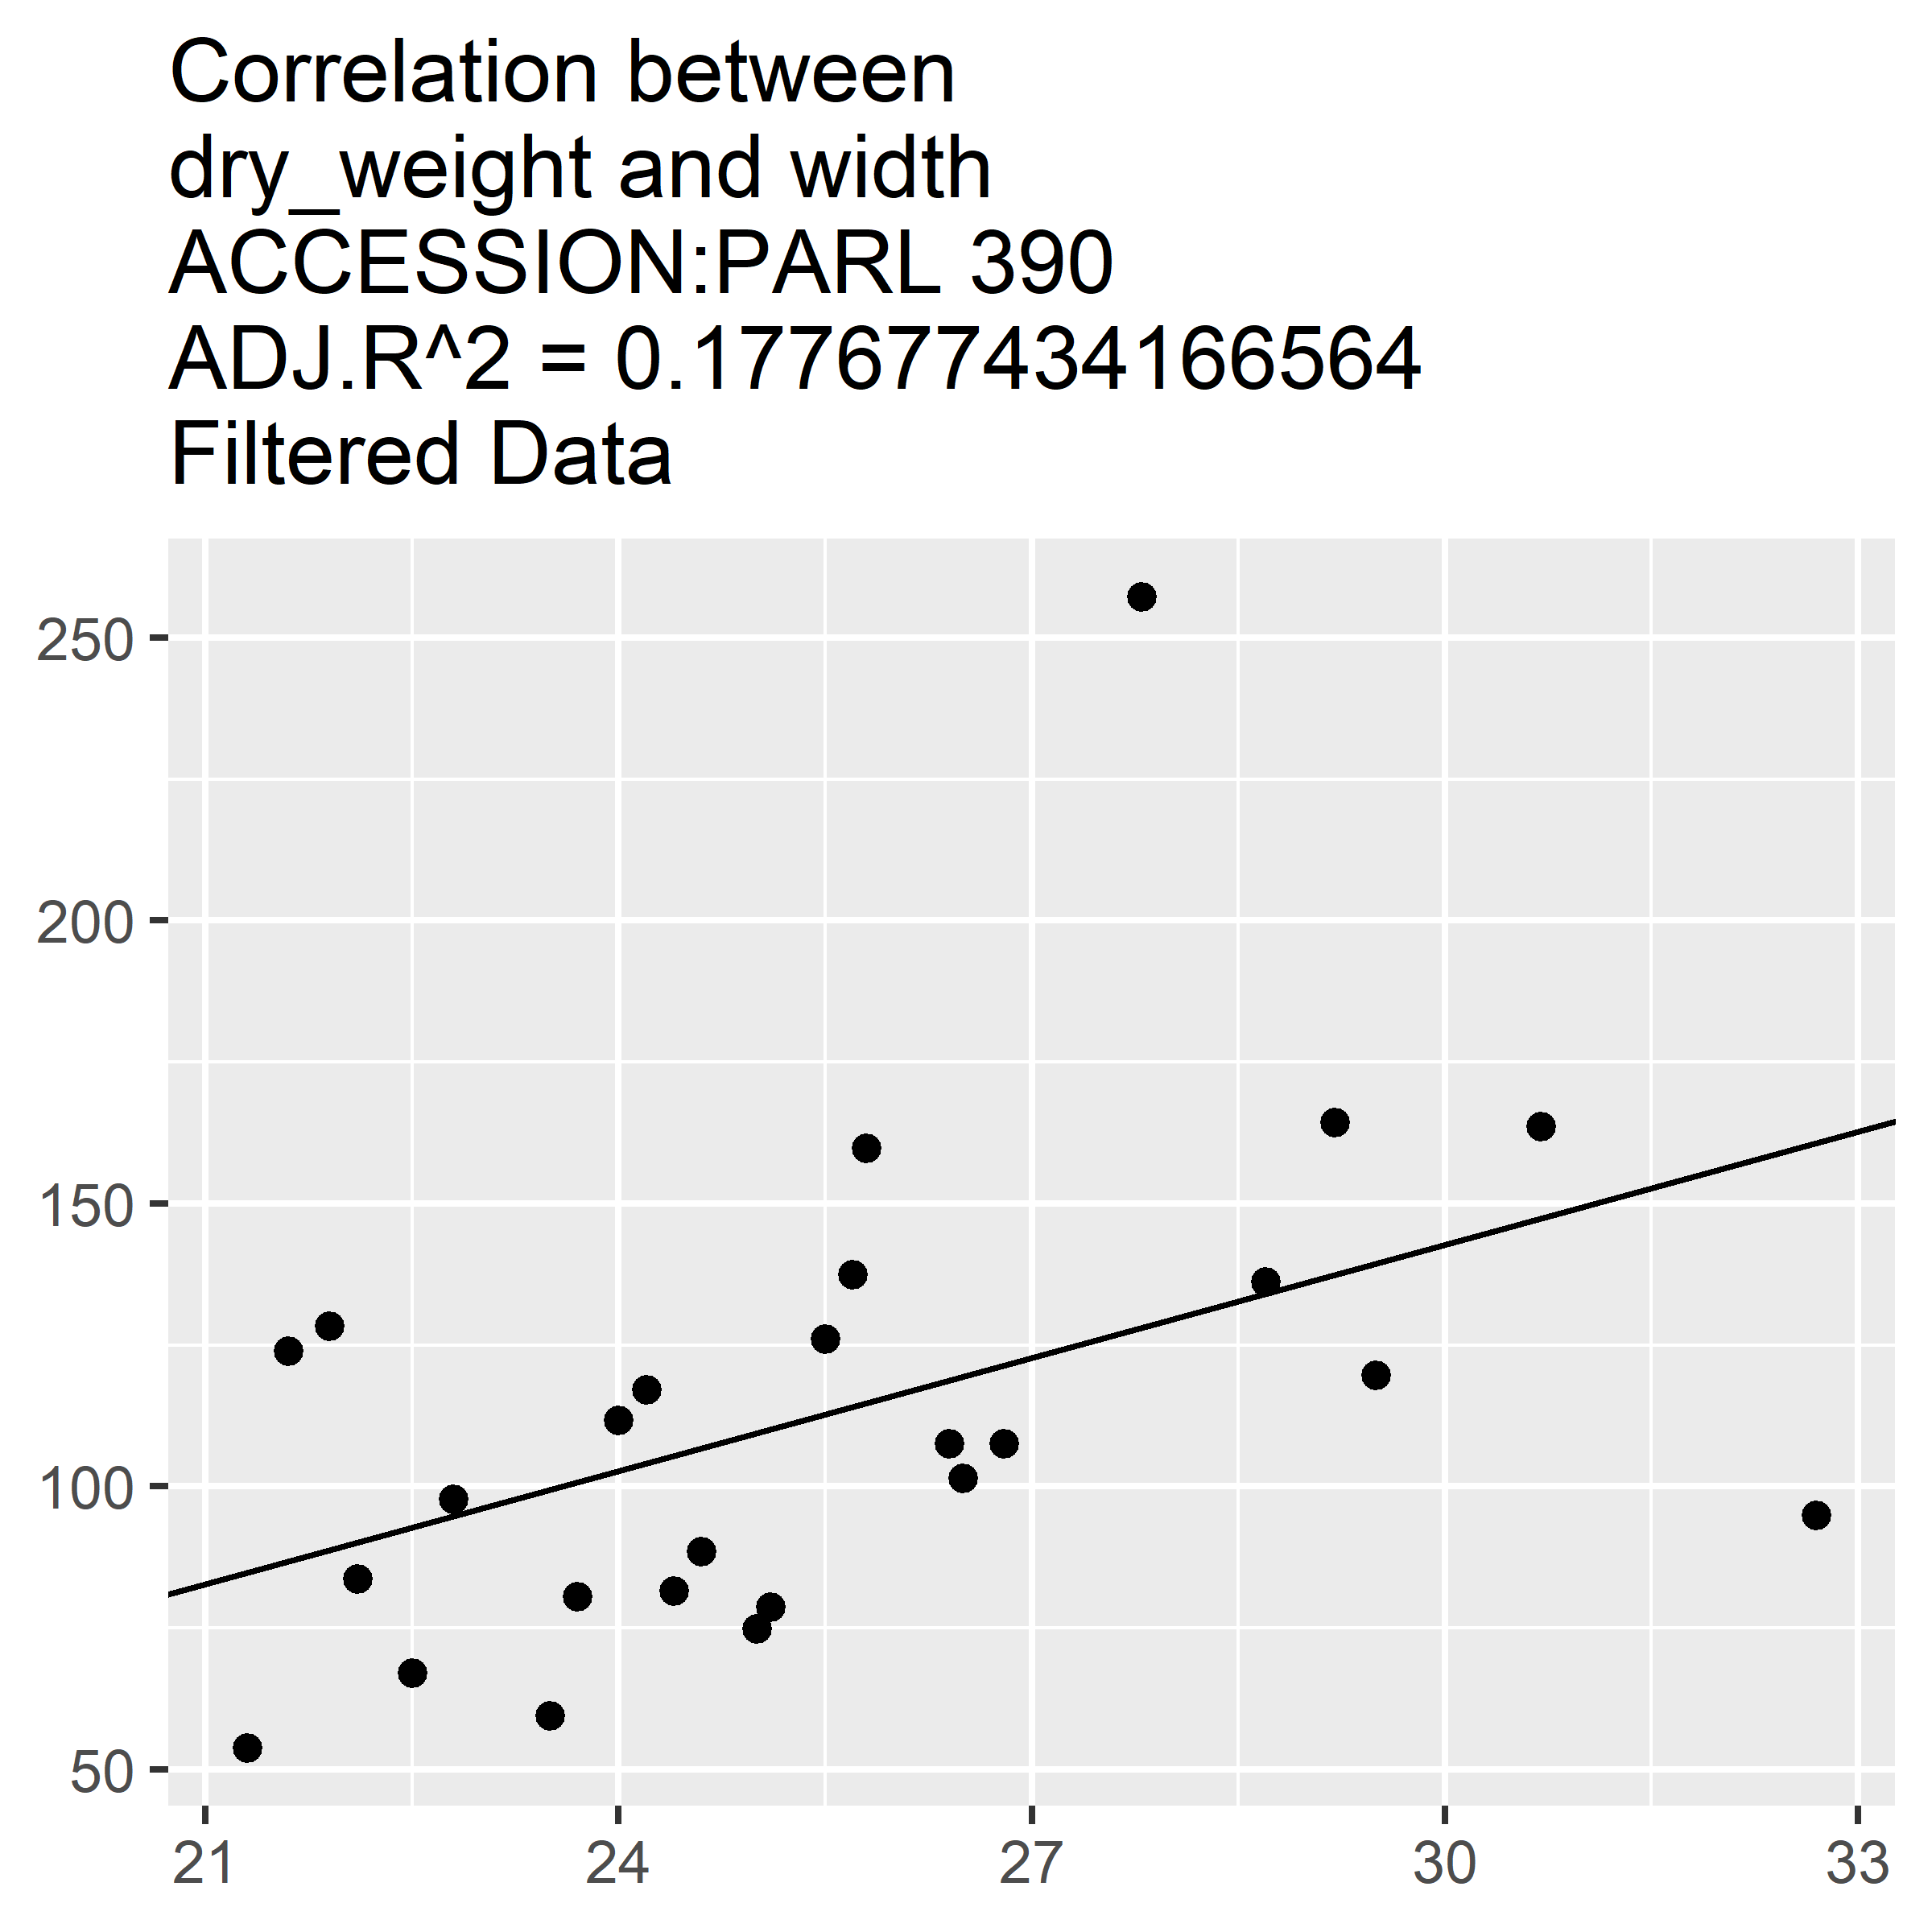 Correlation between
dry_weight and width
ACCESSION:PARL 390
ADJ.R^2 = 0.177677434166564
Filtered Data
250
200
150
100
50
21 24 27 30 33